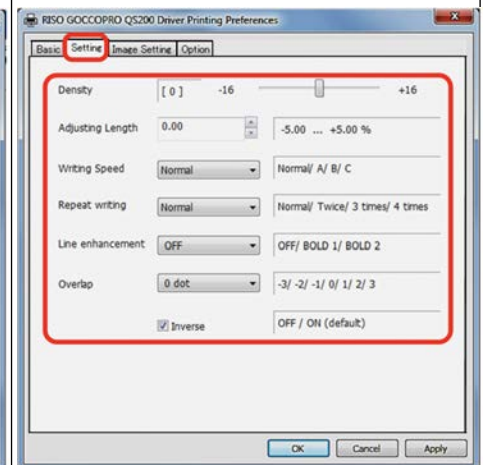 RISO GOCCOPRO QS200 Driver Printing Preferences
Basic Setting Image Setting Option
Density [ 0 ] -16 +16
Adjusting Length 0.00 -5.00 ... +5.00 %
Writing Speed Normal Normal/ A/ B/ C
Repeat writing Normal Normal/ Twice/ 3 times/ 4 times
Line enhancement OFF OFF/ BOLD 1/ BOLD 2
Overlap 0 dot -3/ -2/ -1/ 0/ 1/ 2/ 3
Inverse OFF / ON (default)
OK Cancel Apply